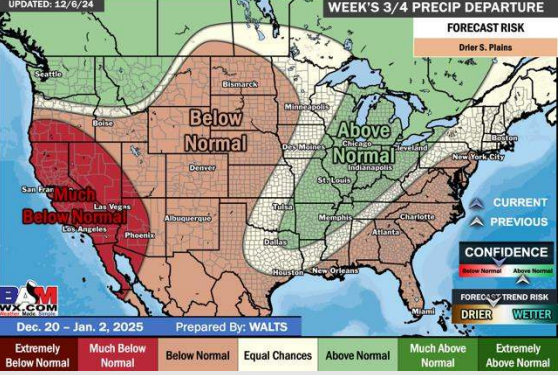 UPDATED: 12/6/24
WEEK'S 3/4 PRECIP DEPARTURE
FORECAST RISK
Drier S. Plains
Seattle
Boise
Bismarck
Minneapolis
Below
Normal
Above
Normal
Des Moines
Chicago
Cleveland
Indianapolis
Boston
New York City
Denver
St. Louis
San Fran
Much
Below Normal
Las Vegas
Los Angeles
Phoenix
Albuquerque
Tulsa
Memphis
Charlotte
Atlanta
Dallas
Houston
New Orleans
Miami
CURRENT
PREVIOUS
CONFIDENCE
Below Normal
Above Normal
FORECAST TREND RISK
DRIER
WETTER
BAM
WX.COM
Dec. 20 – Jan. 2, 2025
Prepared By: WALTS
Extremely
Below Normal
Much Below
Normal
Below Normal
Equal Chances
Above Normal
Much Above
Normal
Extremely
Above Normal